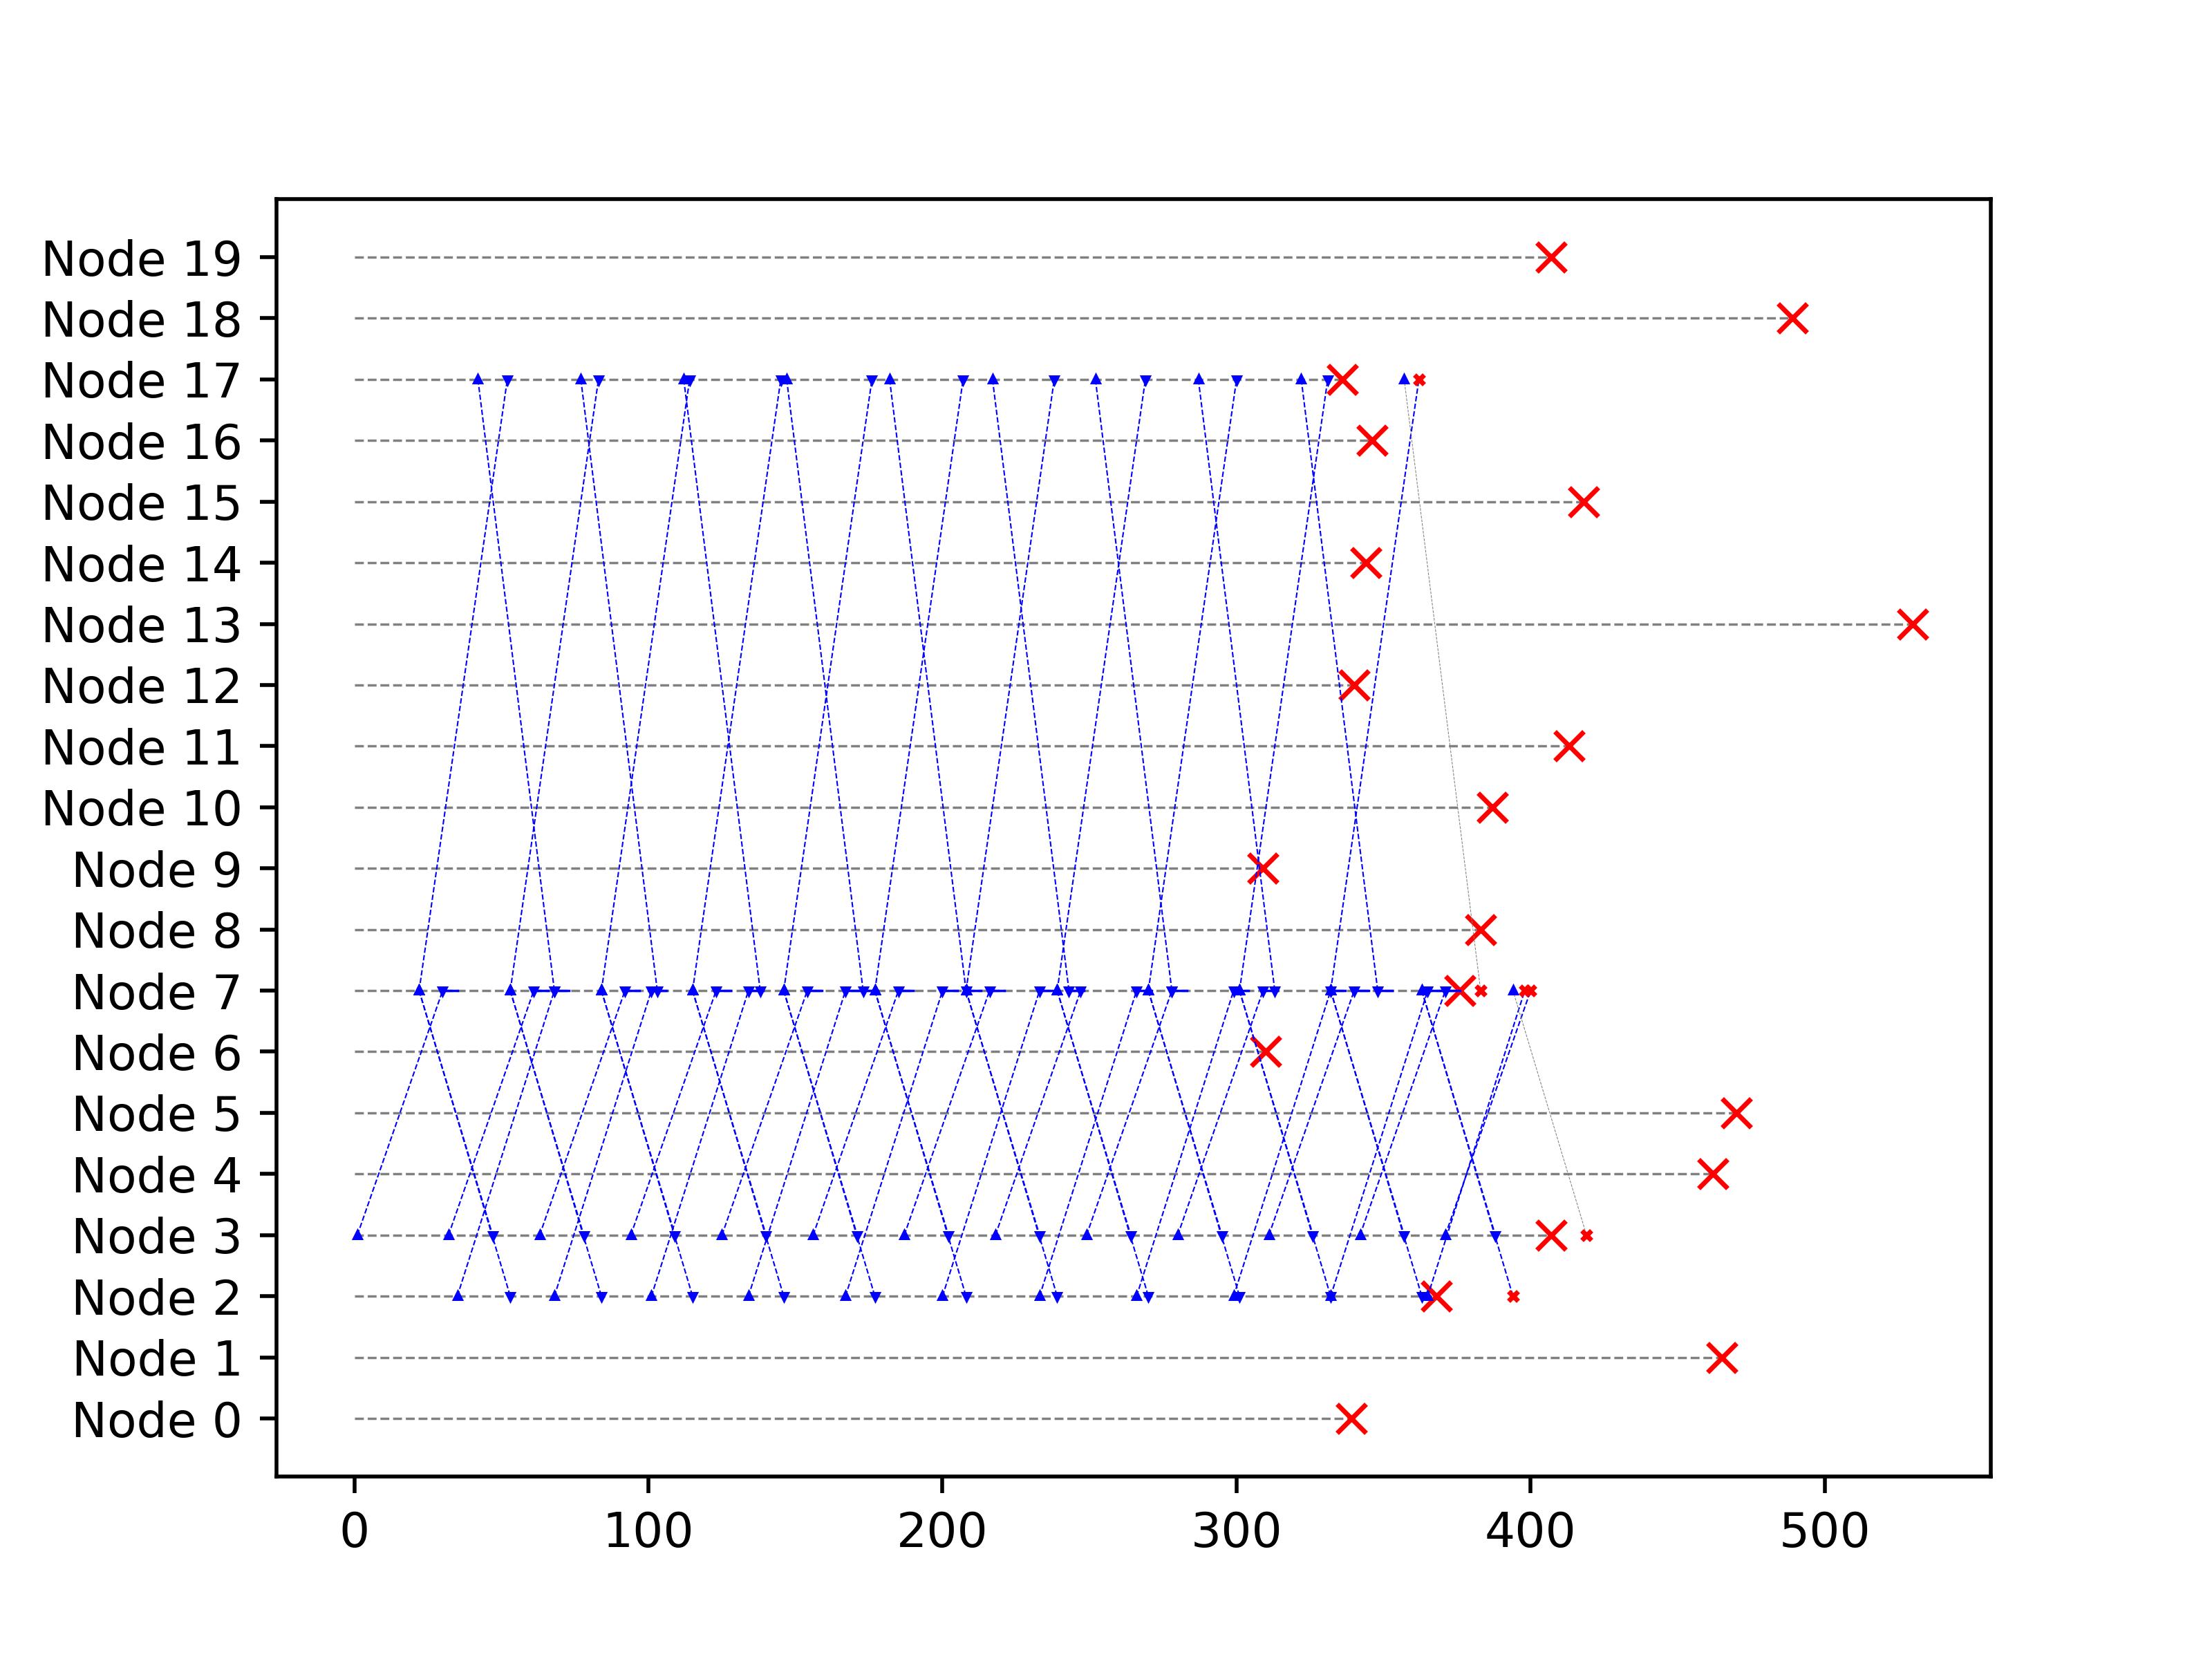 Node 19
Node 18
Node 17
Node 16
Node 15
Node 14
Node 13
Node 12
Node 11
Node 10
Node 9
Node 8
Node 7
Node 6
Node 5
Node 4
Node 3
Node 2
Node 1
Node 0
0 100 200 300 400 500